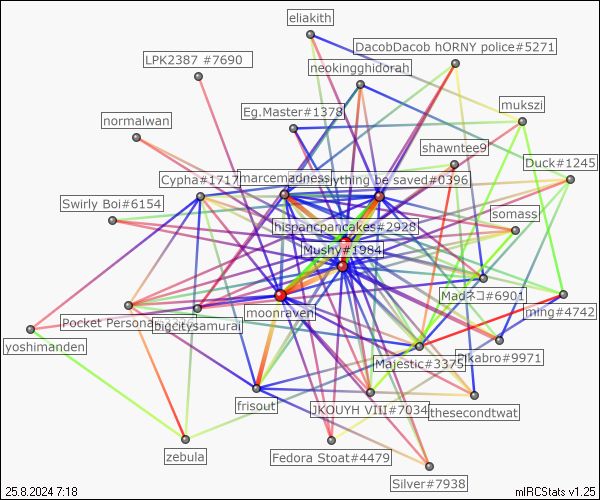 eliakith
DacobDacob hORNY police#5271
LPK2387 #7690
neokingghidorah
mukszi
Eg.Master#1378
normalwan
shawntee9
Duck#1245
Cypha#1717
marcemadness
ything be saved#0396
Swirly Boi#6154
somass
hispancpancakes#2928
Mushy#1984
Madネコ#6901
moonraven
ming#4742
Pocket Persona
bigcitysamurai
yoshimanden
Majestic#3375
kabro#9971
frisout
JKOUYH VIII#7034
thesecondtwat
zebula
Fedora Stoat#4479
Silver#7938
25.8.2024 7:18
mIRCStats v1.25